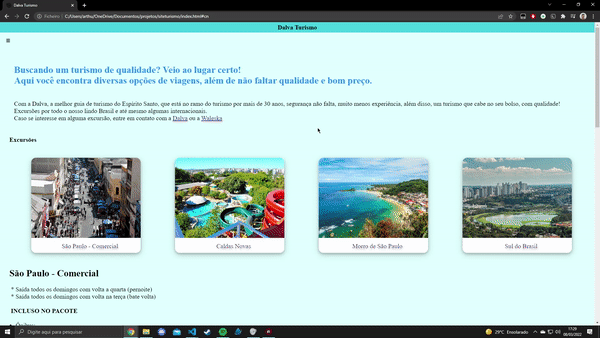 Dalva Turismo
Ficheiro C:/Users/arthu/OneDrive/Documentos/projetos/siteturismo/index.html#sn
Dalva Turismo
Buscando um turismo de qualidade? Veio ao lugar certo!
Aqui você encontra diversas opções de viagens, além de não faltar qualidade e bom preço.
Com a Dalva, a melhor guia de turismo do Espírito Santo, que está no ramo do turismo por mais de 30 anos, segurança não falta, muito menos experiência, além disso, um turismo que cabe no seu bolso, com qualidade!
Excursões por todo o nosso lindo Brasil e até mesmo algumas internacionais.
Caso se interesse em alguma excursão, entre em contato com a Dalva ou a Waleska
Excursões
São Paulo - Comercial
Caldas Novas
Morro de São Paulo
Sul do Brasil
São Paulo - Comercial
* Saída todos os domingos com volta a quarta (pernoite)
* Saída todos os domingos com volta na terça (bate volta)
INCLUSO NO PACOTE
Digite aqui para pesquisar
29°C Ensolarado
17:29
08/03/2022